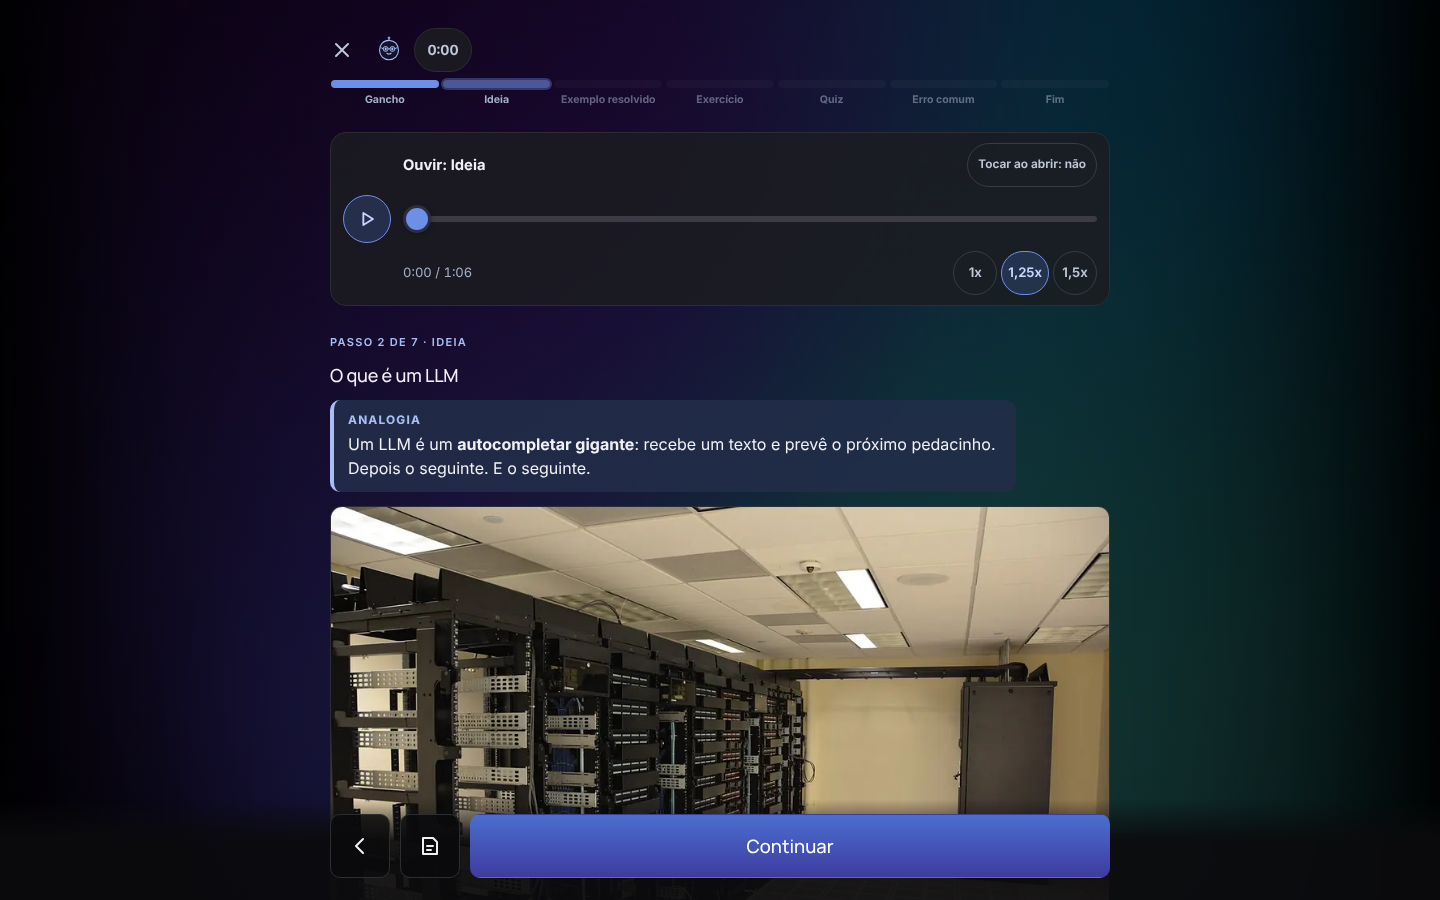 0:00
Gancho
Ideia
Exemplo resolvido
Exercício
Quiz
Erro comum
Fim
Ouvir: Ideia
Tocar ao abrir: não
0:00 / 1:06
1x
1,25x
1,5x
PASSO 2 DE 7 · IDEIA
O que é um LLM
ANALOGIA
Um LLM é um autocompletar gigante: recebe um texto e prevê o próximo pedacinho.
Depois o seguinte. E o seguinte.
Continuar